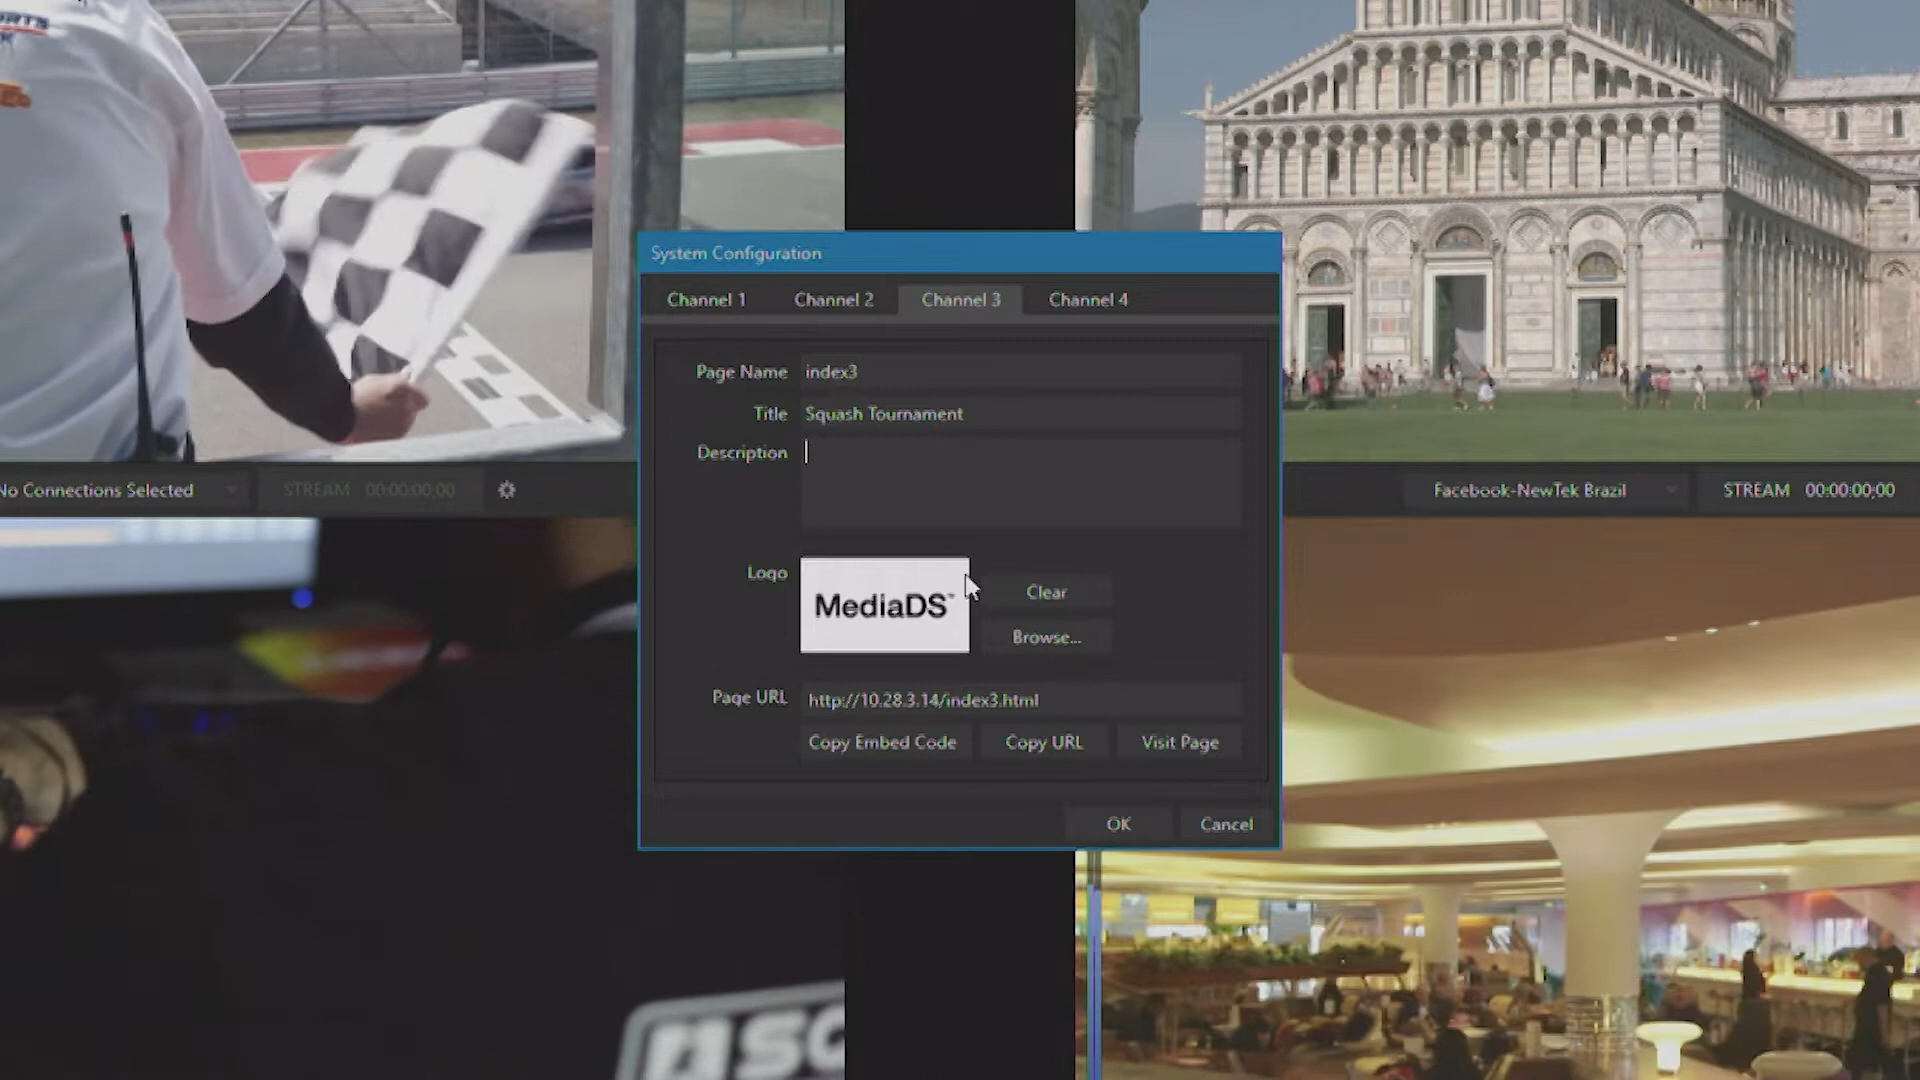 System Configuration
Channel 1 Channel 2 Channel 3 Channel 4
Page Name index3
Title Squash Tournament
Description
Logo MediaDS™ Clear
Browse...
Page URL http://10.28.3.14/index3.html
Copy Embed Code Copy URL Visit Page
OK Cancel
No Connections Selected STREAM 00:00:00;00
Facebook-NewTek Brazil STREAM 00:00:00;00